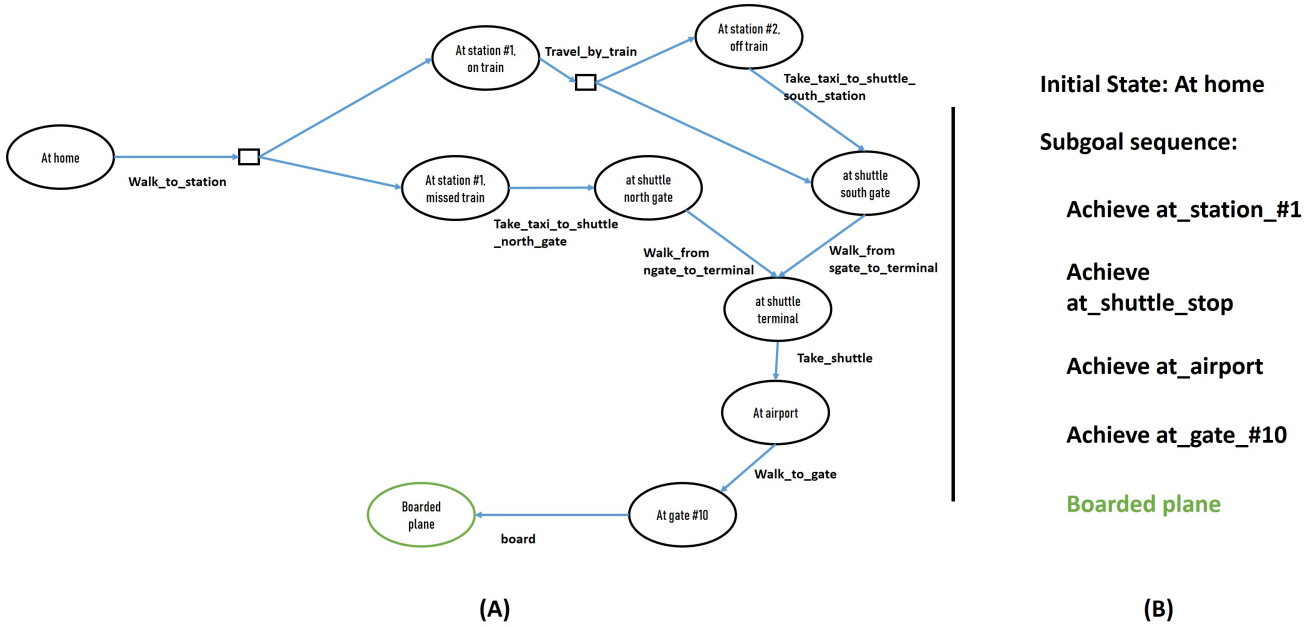 At home
Walk_to_station
At station #1,
on train
Travel_by_train
At station #2,
off train
Take_taxi_to_shuttle_
south_station
At station #1,
missed train
Take_taxi_to_shuttle
_north_gate
at shuttle
north gate
at shuttle
south gate
Walk_from
ngate_to_terminal
Walk_from
sgate_to_terminal
at shuttle
terminal
Take_shuttle
At airport
Walk_to_gate
At gate #10
board
Boarded
plane
(A)
Initial State: At home
Subgoal sequence:
Achieve at_station_#1
Achieve
at_shuttle_stop
Achieve at_airport
Achieve at_gate_#10
Boarded plane
(B)